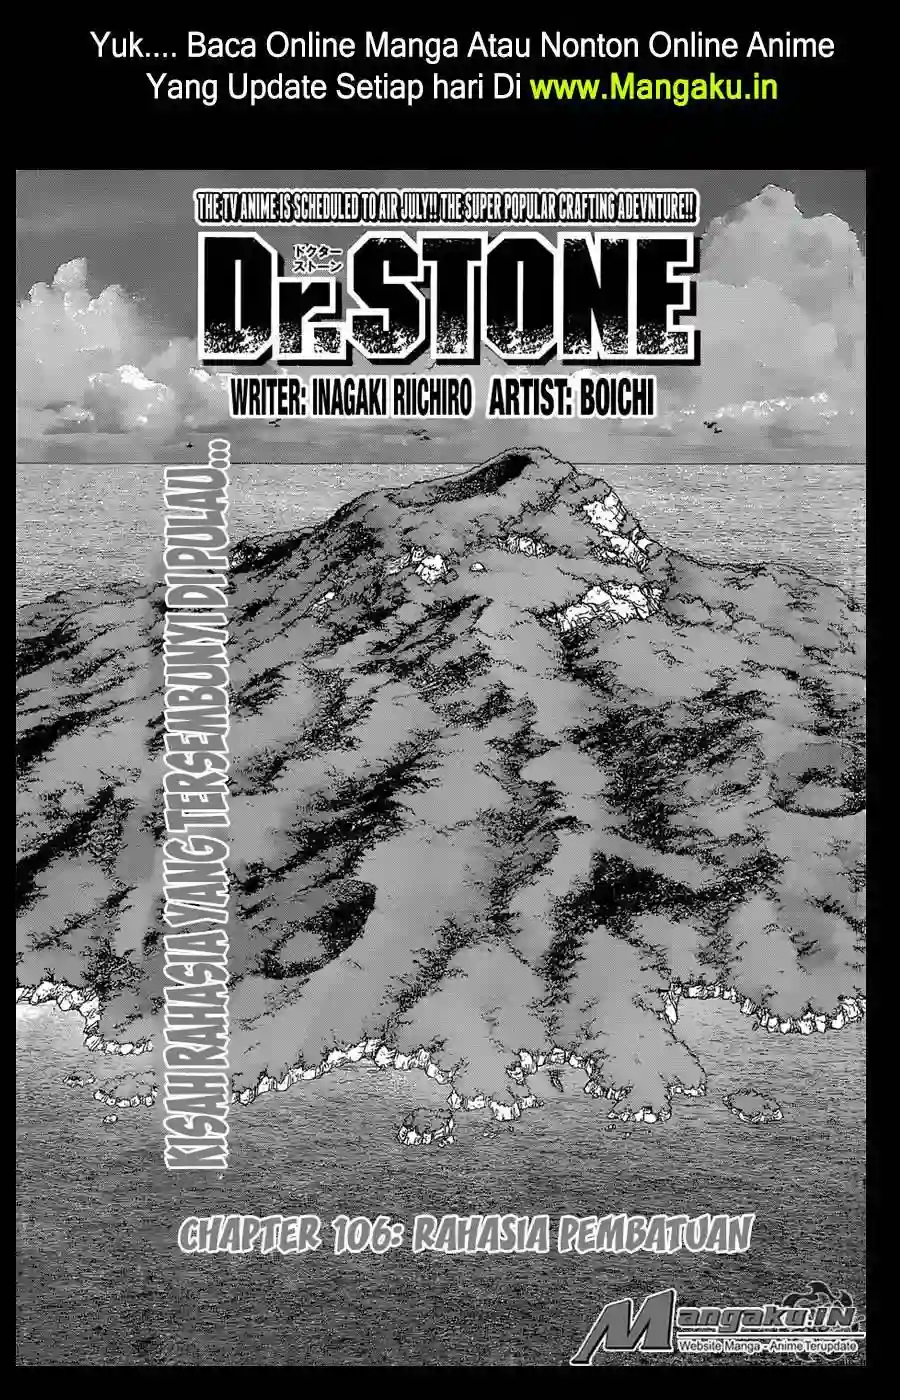 Yuk.... Baca Online Manga Atau Nonton Online Anime
Yang Update Setiap hari Di www.Mangaku.in
THE TV ANIME IS SCHEDULED TO AIR JULY!! THE SUPER POPULAR CRAFTING ADEVNTURE!!
ドクター
ストーン
Dr.STONE
WRITER: INAGAKI RIICHIRO ARTIST: BOICHI
KISAH RAHASIA YANG TERSEMBUNYI DI PULAU...
CHAPTER 106: RAHASIA PEMBATUAN
Mangaku.IN
Website Manga - Anime Terupdate